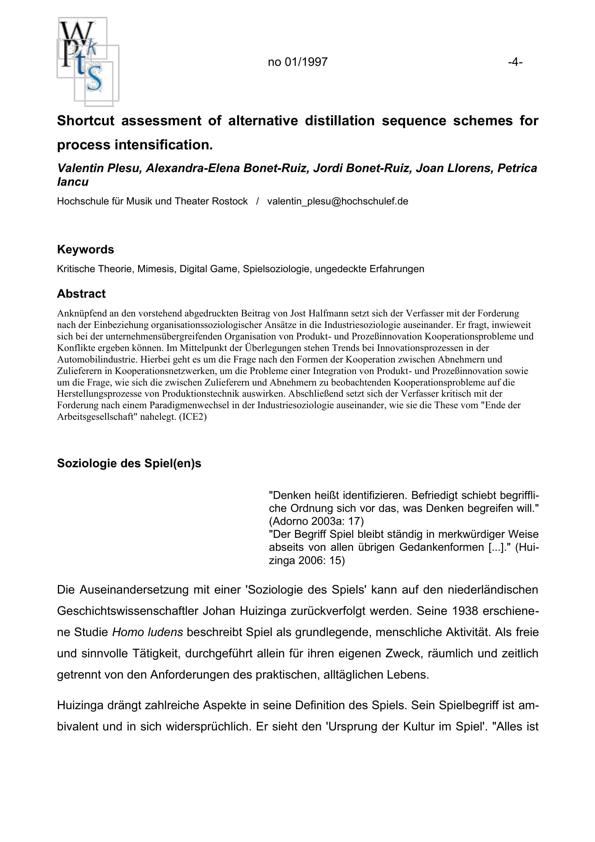 W
P k
t s
S
no 01/1997 -4-
Shortcut assessment of alternative distillation sequence schemes for
process intensification.
Valentin Plesu, Alexandra-Elena Bonet-Ruiz, Jordi Bonet-Ruiz, Joan Llorens, Petrica
Iancu
Hochschule für Musik und Theater Rostock / valentin_plesu@hochschulef.de
Keywords
Kritische Theorie, Mimesis, Digital Game, Spielsoziologie, ungedeckte Erfahrungen
Abstract
Anknüpfend an den vorstehend abgedruckten Beitrag von Jost Halfmann setzt sich der Verfasser mit der Forderung
nach der Einbeziehung organisationssoziologischer Ansätze in die Industriesoziologie auseinander. Er fragt, inwieweit
sich bei der unternehmensübergreifenden Organisation von Produkt- und Prozeßinnovation Kooperationsprobleme und
Konflikte ergeben können. Im Mittelpunkt der Überlegungen stehen Trends bei Innovationsprozessen in der
Automobilindustrie. Hierbei geht es um die Frage nach den Formen der Kooperation zwischen Abnehmern und
Zulieferern in Kooperationsnetzwerken, um die Probleme einer Integration von Produkt- und Prozeßinnovation sowie
um die Frage, wie sich die zwischen Zulieferern und Abnehmern zu beobachtenden Kooperationsprobleme auf die
Herstellungsprozesse von Produktionstechnik auswirken. Abschließend setzt sich der Verfasser kritisch mit der
Forderung nach einem Paradigmenwechsel in der Industriesoziologie auseinander, wie sie die These vom "Ende der
Arbeitsgesellschaft" nahelegt. (ICE2)
Soziologie des Spiel(en)s
"Denken heißt identifizieren. Befriedigt schiebt begriffli-
che Ordnung sich vor das, was Denken begreifen will."
(Adorno 2003a: 17)
"Der Begriff Spiel bleibt ständig in merkwürdiger Weise
abseits von allen übrigen Gedankenformen [...]." (Hui-
zinga 2006: 15)
Die Auseinandersetzung mit einer 'Soziologie des Spiels' kann auf den niederländischen
Geschichtswissenschaftler Johan Huizinga zurückverfolgt werden. Seine 1938 erschiene-
ne Studie Homo ludens beschreibt Spiel als grundlegende, menschliche Aktivität. Als freie
und sinnvolle Tätigkeit, durchgeführt allein für ihren eigenen Zweck, räumlich und zeitlich
getrennt von den Anforderungen des praktischen, alltäglichen Lebens.
Huizinga drängt zahlreiche Aspekte in seine Definition des Spiels. Sein Spielbegriff ist am-
bivalent und in sich widersprüchlich. Er sieht den 'Ursprung der Kultur im Spiel'. "Alles ist